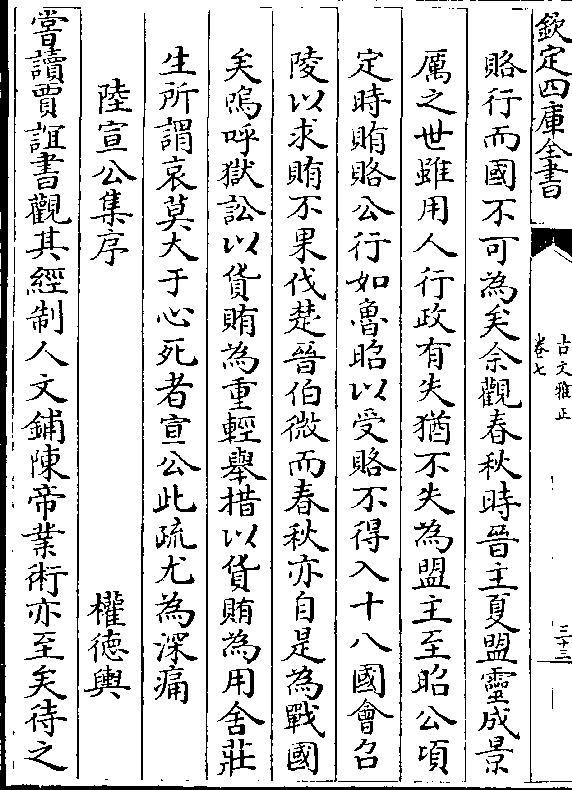 欽定四庫全書
古文雅正
卷七
三十三
賂行而國不可為矣余觀春秋時晉主夏盟靈成景
厲之世雖用人行政有失猶不失為盟主至昭公頃
定時賄賂公行如魯昭以受賂不得入十八國會召
陵以求賄不果伐楚晉伯微而春秋亦自是為戰國
矣嗚呼獄訟以貨賄為重輕舉措以貨賄為用舍莊
生所謂哀莫大于心死者宣公此疏尤為深痛
陸宣公集序 權德輿
嘗讀賈誼書觀其經制人文鋪陳帝業術亦至矣待之